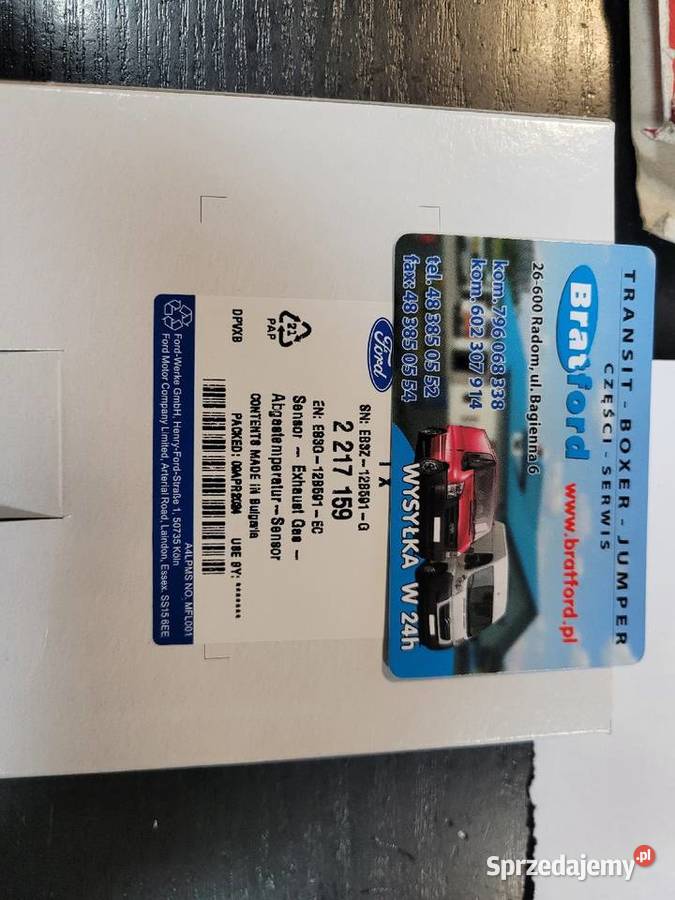 TRANSIT - BOXER - JUMPER
CZĘŚCI - SERWIS
Bratford
www.bratford.pl
26-600 Radom, ul. Bagienna 6
kom. 796 068 338
kom. 602 307 914
tel. 48 385 05 52
fax: 48 385 05 54
WYSYŁKA W 24h
Ford
1 X
SN: EB3Z-12B591-G
2 217 159
EN: EB3G-12B591-EC
Sensor - Exhaust Gas -
Abgastemperatur-Sensor
CONTENTS MADE IN Bulgaria
PACKED: 09APR2024 USE BY: *******
21
PAP
DPVXB
A4LPMS NO. MFL001
Ford-Werke GmbH, Henry-Ford-Straße 1, 50735 Köln
Ford Motor Company Limited, Arterial Road, Laindon, Essex. SS15 6EE
Sprzedajemy.pl